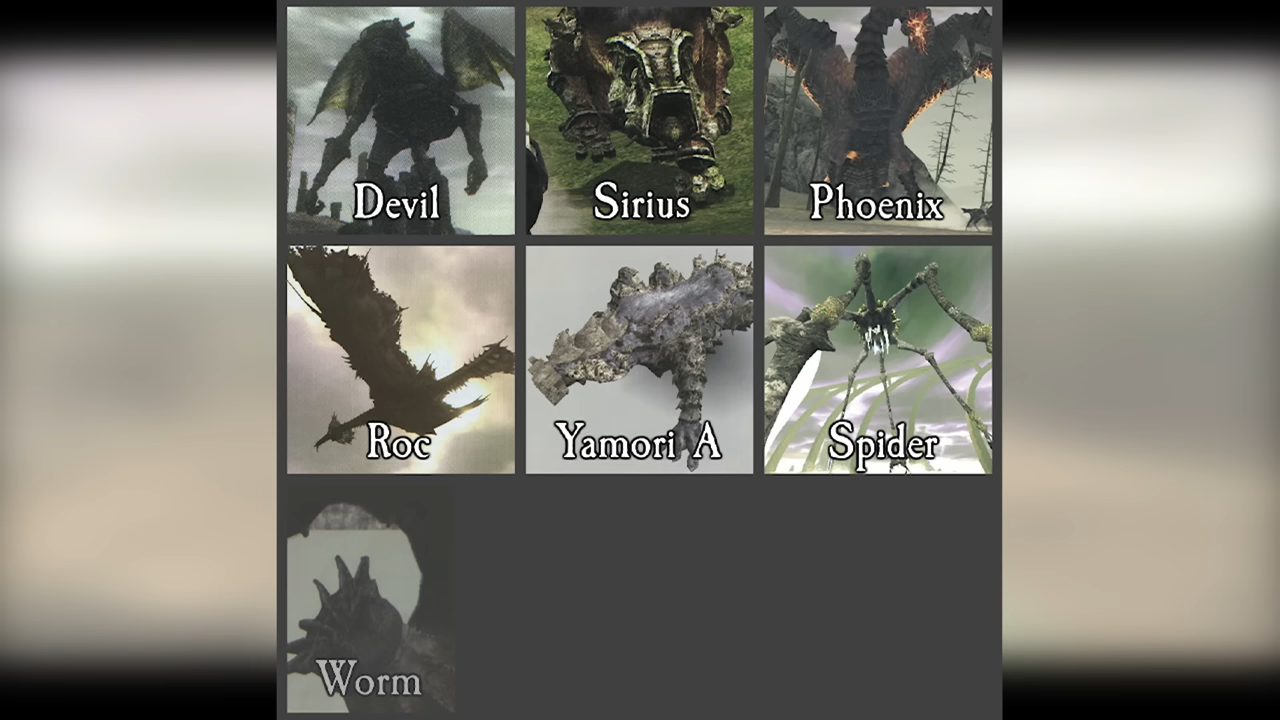 Devil
Sirius
Phoenix
Roc
Yamori A
Spider
Worm